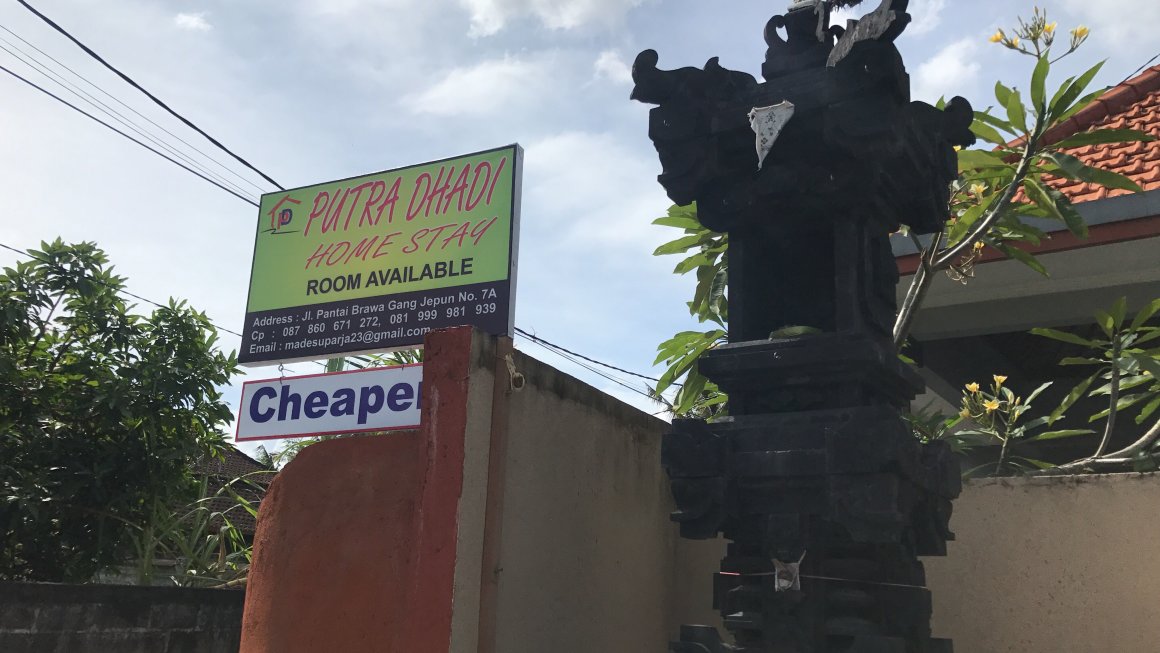 PD
PUTRA DHADI
HOME STAY
ROOM AVAILABLE
Address : Jl. Pantai Brawa Gang Jepun No. 7A
Cp : 087 860 671 272, 081 999 981 939
Email : madesuparja23@gmail.com
Cheaper